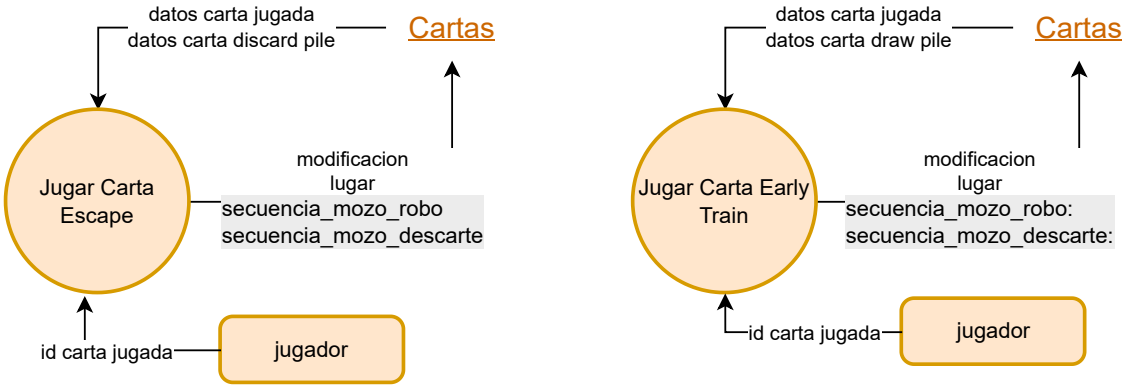 datos carta jugada
datos carta discard pile
Cartas
Jugar Carta
Escape
modificacion
lugar
secuencia_mozo_robo
secuencia_mozo_descarte
id carta jugada
jugador
datos carta jugada
datos carta draw pile
Cartas
Jugar Carta Early
Train
modificacion
lugar
secuencia_mozo_robo:
secuencia_mozo_descarte:
id carta jugada
jugador